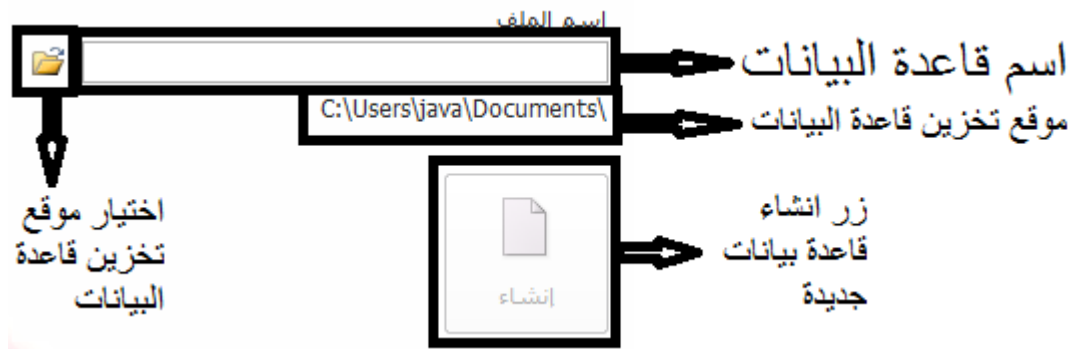 اسم الملف
اسم قاعدة البيانات
C:\Users\java\Documents\
موقع تخزين قاعدة البيانات
زر انشاء
قاعدة بيانات
جديدة
إنشاء
اختيار موقع
تخزين قاعدة
البيانات